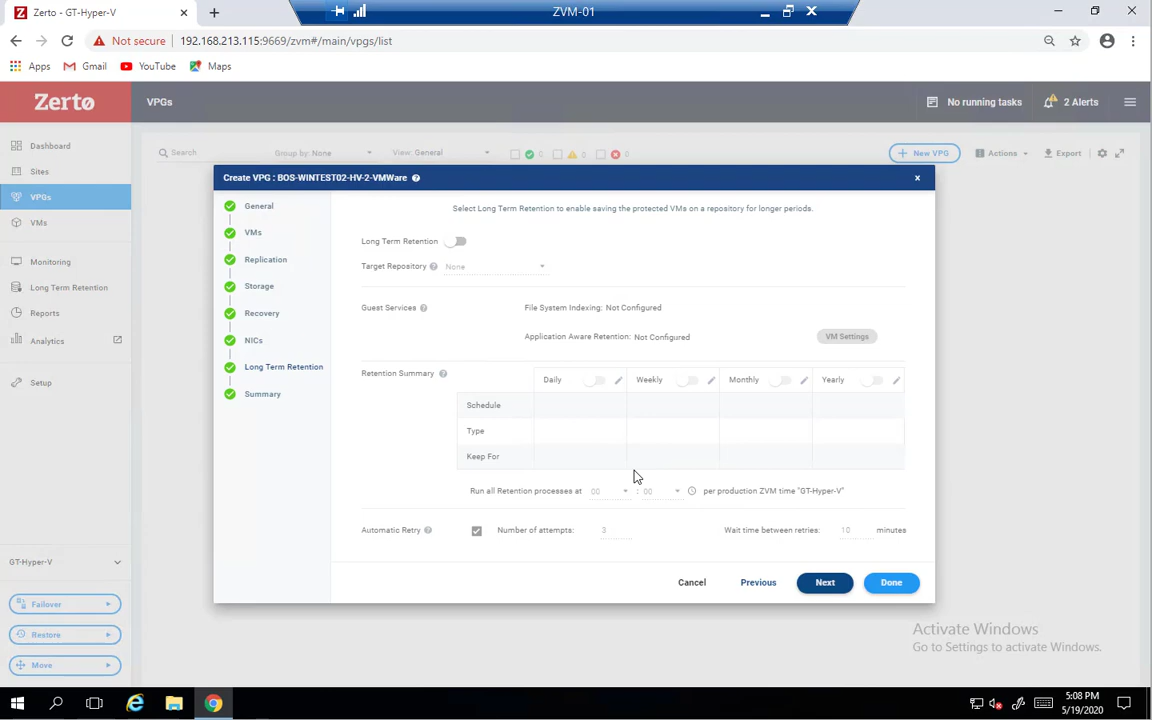 Zerto - GT-Hyper-V
ZVM-01
Not secure 192.168.213.115:9669/zvm#/main/vpgs/list
Apps Gmail YouTube Maps
Zerto VPGs No running tasks 2 Alerts
Dashboard
Sites
VPGs
VMs
Monitoring
Long Term Retention
Reports
Analytics
Setup
GT-Hyper-V
Failover
Restore
Move
Search Group by: None View: General 0 0 0 New VPG Actions Export
Create VPG : BOS-WINTEST02-HV-2-VMWare
General
VMs
Replication
Storage
Recovery
NICs
Long Term Retention
Summary
Select Long Term Retention to enable saving the protected VMs on a repository for longer periods.
Long Term Retention
Target Repository None
Guest Services File System Indexing: Not Configured
Application Aware Retention: Not Configured VM Settings
Retention Summary Daily Weekly Monthly Yearly
Schedule
Type
Keep For
Run all Retention processes at 00 : 00 per production ZVM time "GT-Hyper-V"
Automatic Retry Number of attempts: 3 Wait time between retries: 10 minutes
Cancel Previous Next Done
Activate Windows
Go to Settings to activate Windows.
5:08 PM
5/19/2020